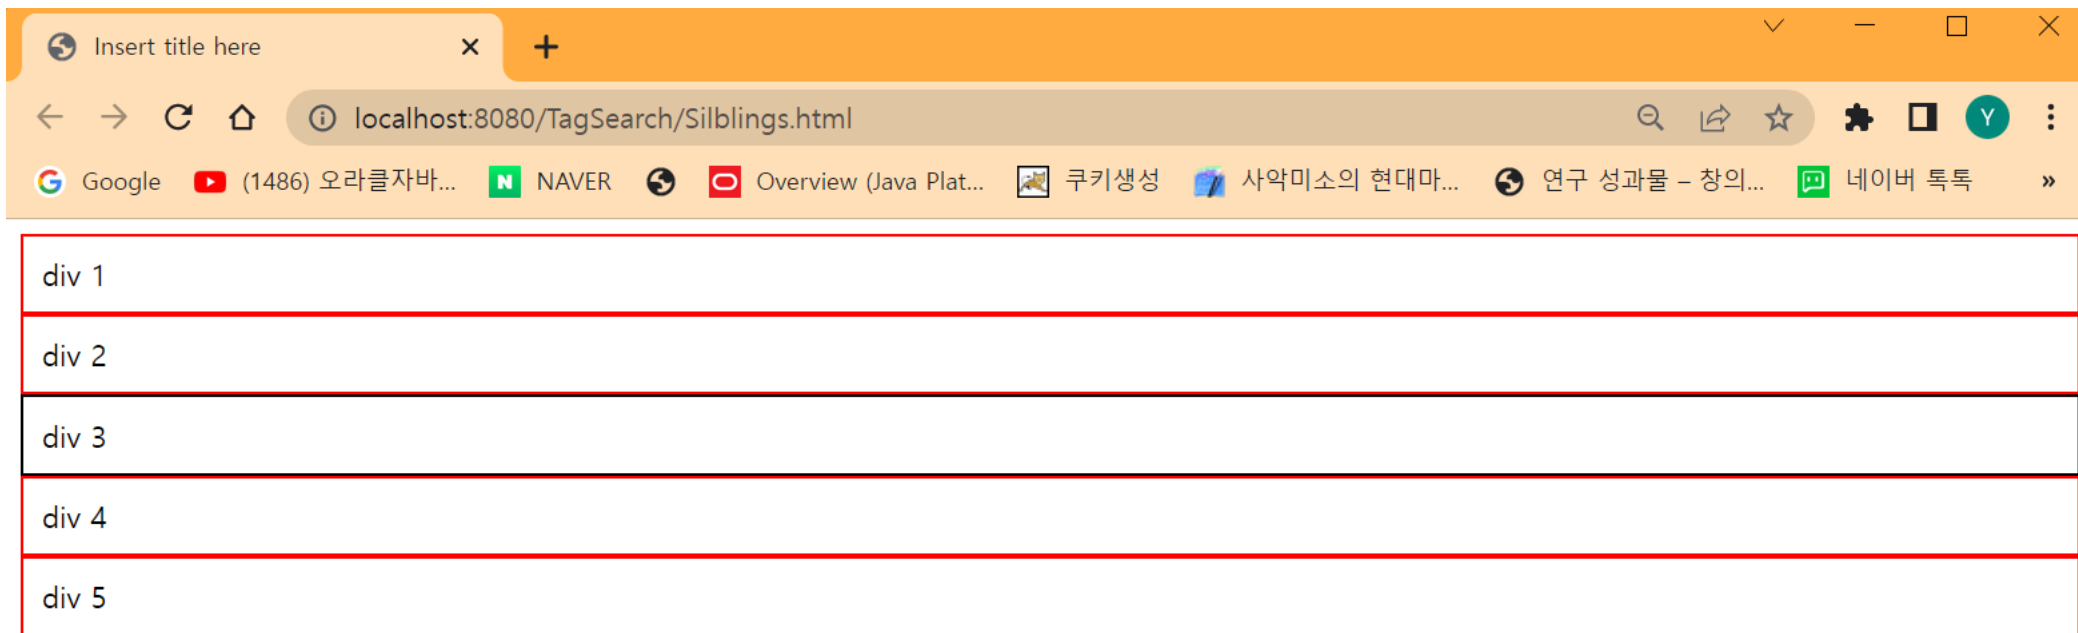 Insert title here
localhost:8080/TagSearch/Silblings.html
Y
G Google (1486) 오라클자바... N NAVER Overview (Java Plat... 쿠키생성 사악미소의 현대마... 연구 성과물 – 창의... 네이버 톡톡 »
div 1
div 2
div 3
div 4
div 5